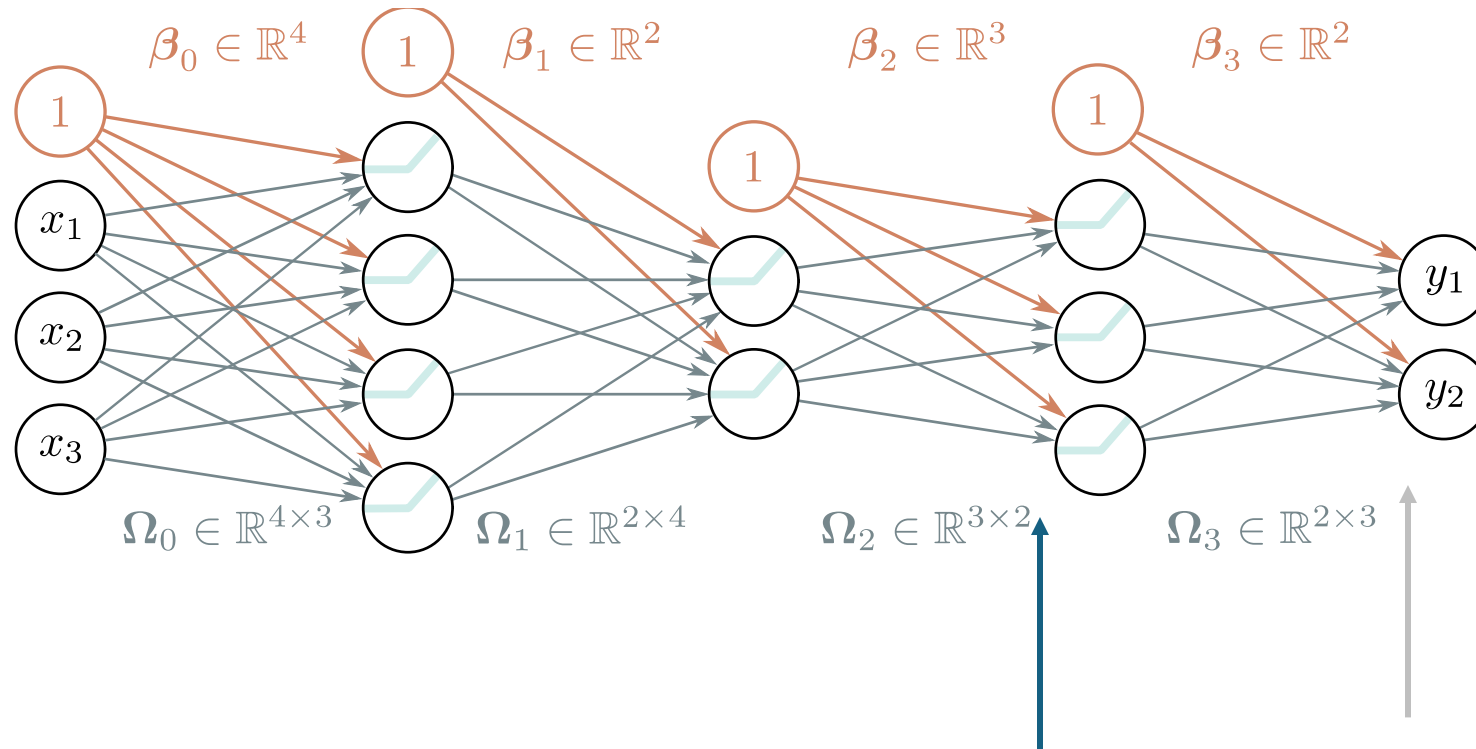 β₀ ∈ ℝ⁴
β₁ ∈ ℝ²
β₂ ∈ ℝ³
β₃ ∈ ℝ²
1
1
1
1
x₁
x₂
x₃
y₁
y₂
Ω₀ ∈ ℝ⁴ˣ³
Ω₁ ∈ ℝ²ˣ⁴
Ω₂ ∈ ℝ³ˣ²
Ω₃ ∈ ℝ²ˣ³